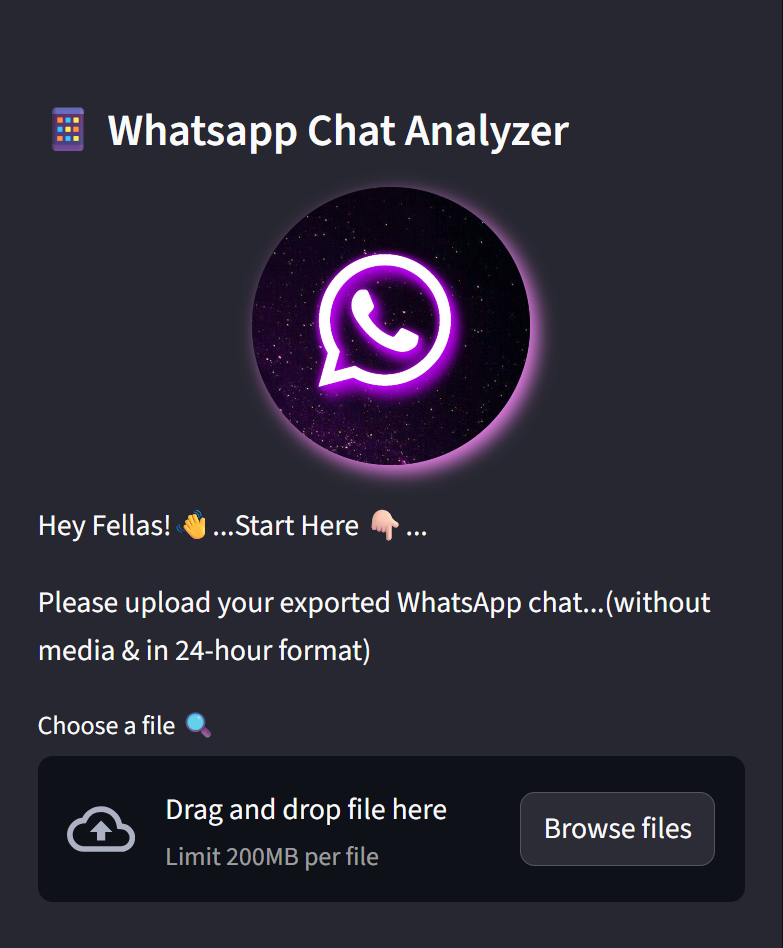 Whatsapp Chat Analyzer
Hey Fellas! 👋 ...Start Here 👇🏻 ...
Please upload your exported WhatsApp chat...(without
media & in 24-hour format)
Choose a file 🔍
Drag and drop file here
Limit 200MB per file
Browse files